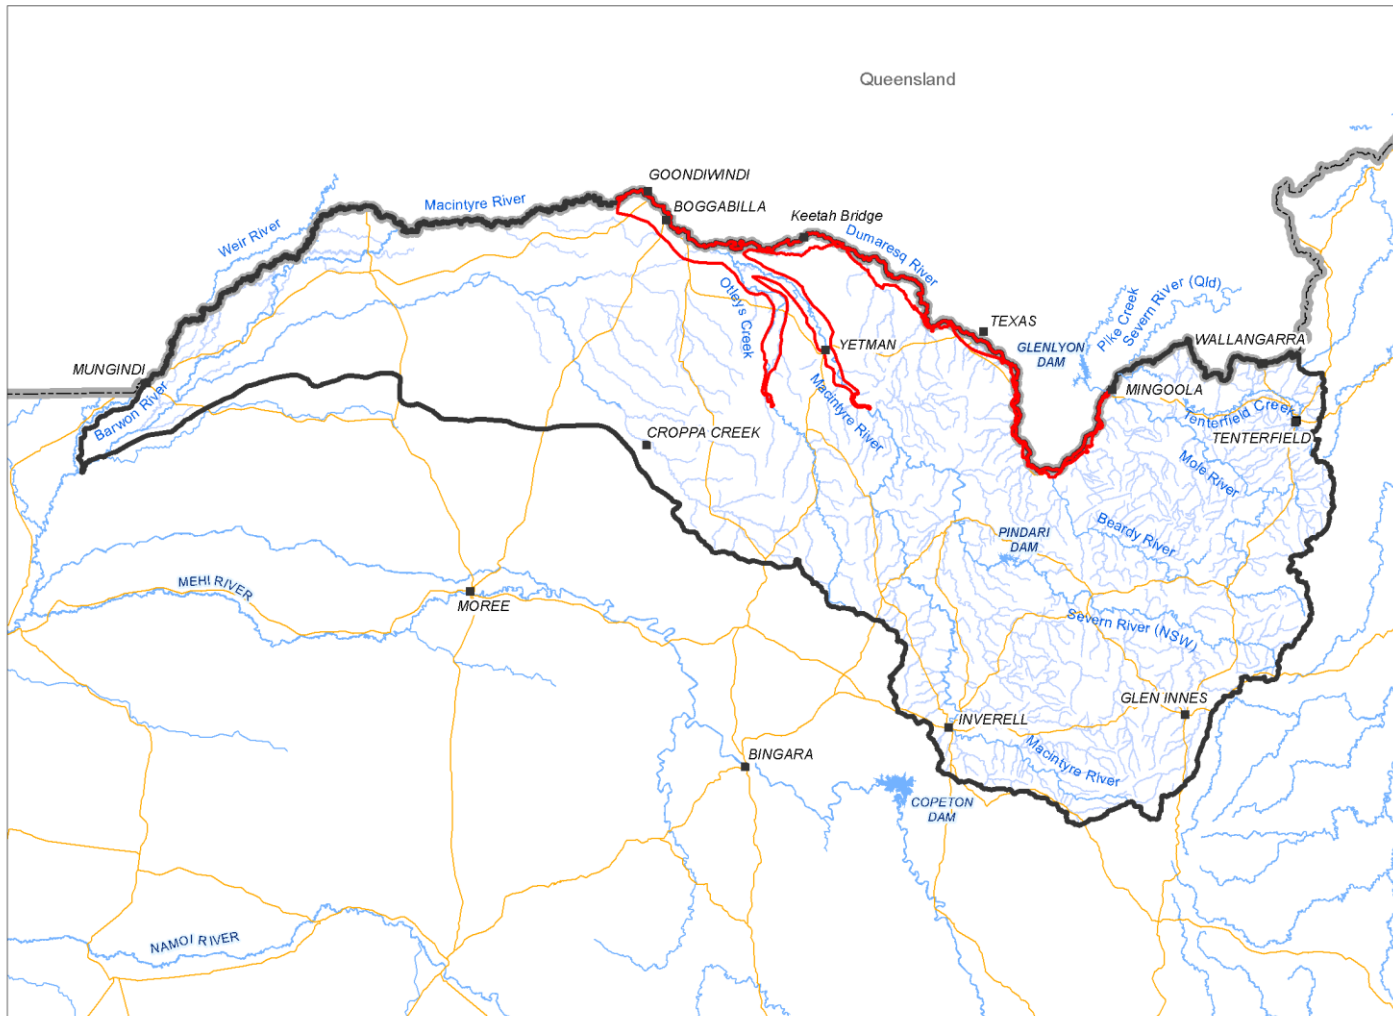 Queensland
GOONDIWINDI
Macintyre River
BOGGABILLA
Keetah Bridge
Weir River
Dumaresq River
Otleys Creek
Pike Creek
Severn River (Qld)
TEXAS
GLENLYON
DAM
WALLANGARRA
YETMAN
MUNGINDI
MINGOOLA
Barwon River
Macintyre River
Tenterfield Creek
TENTERFIELD
CROPPA CREEK
Mole River
Beardy River
PINDARI
DAM
MEHI RIVER
MOREE
Severn River (NSW)
GLEN INNES
INVERELL
BINGARA
Macintyre River
COPETON
DAM
NAMOI RIVER